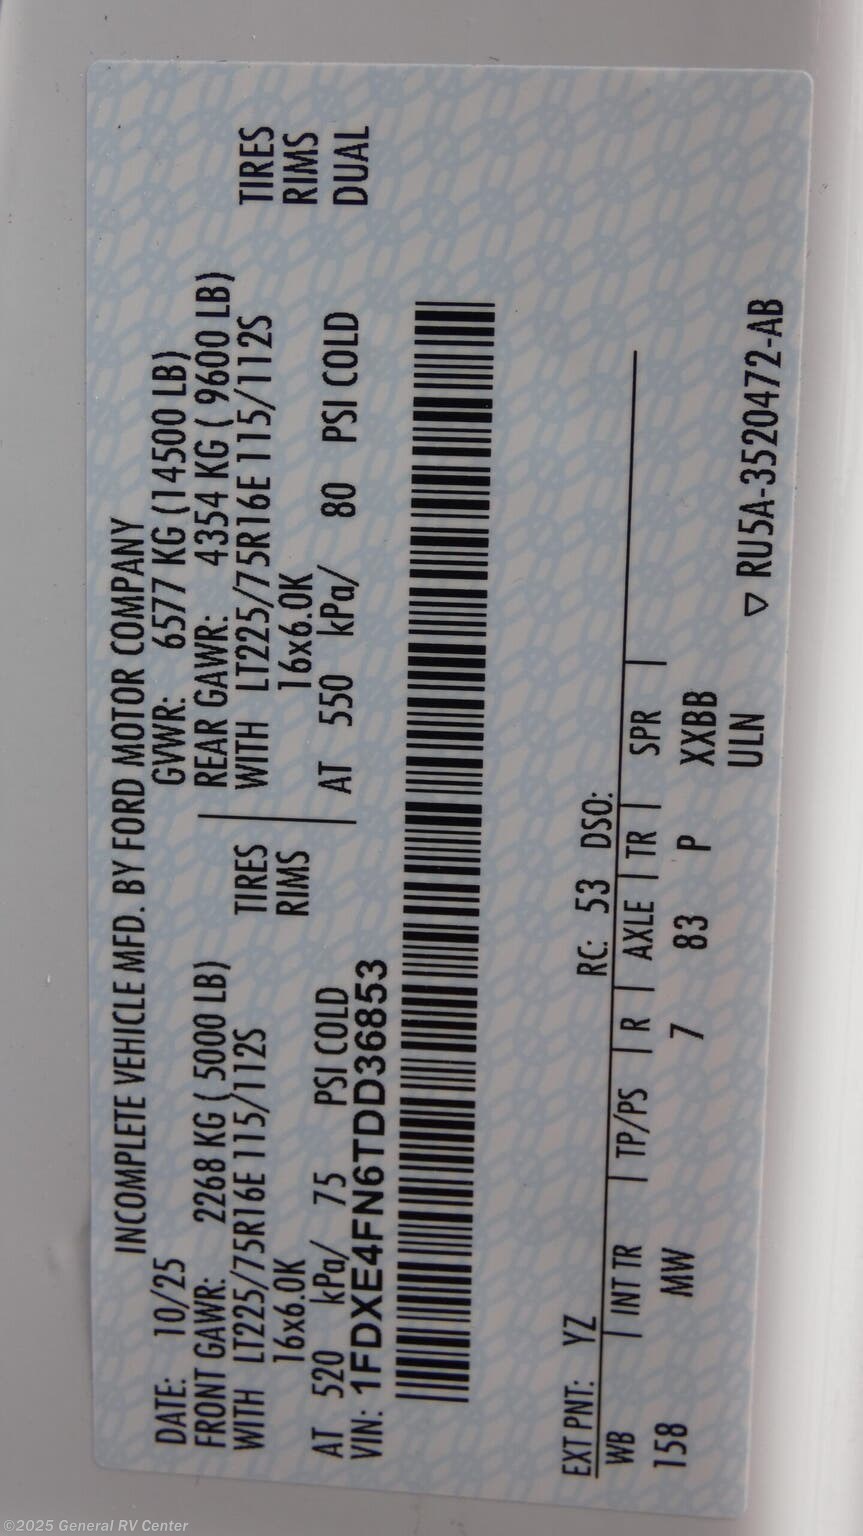 INCOMPLETE VEHICLE MFD. BY FORD MOTOR COMPANY
DATE: 10/25 GVWR: 6577 KG (14500 LB)
FRONT GAWR: 2268 KG ( 5000 LB) REAR GAWR: 4354 KG ( 9600 LB)
WITH LT225/75R16E 115/112S TIRES WITH LT225/75R16E 115/112S TIRES
16x6.0K RIMS 16x6.0K RIMS
AT 520 kPa/ 75 PSI COLD AT 550 kPa/ 80 PSI COLD DUAL
VIN: 1FDXE4FN6TDD36853
EXT PNT: YZ RC: 53 DSO:
WB | INT TR | TP/PS | R | AXLE | TR | SPR |
158 MW 7 83 P XXBB
ULN
▽ RU5A-3520472-AB
©2025 General RV Center